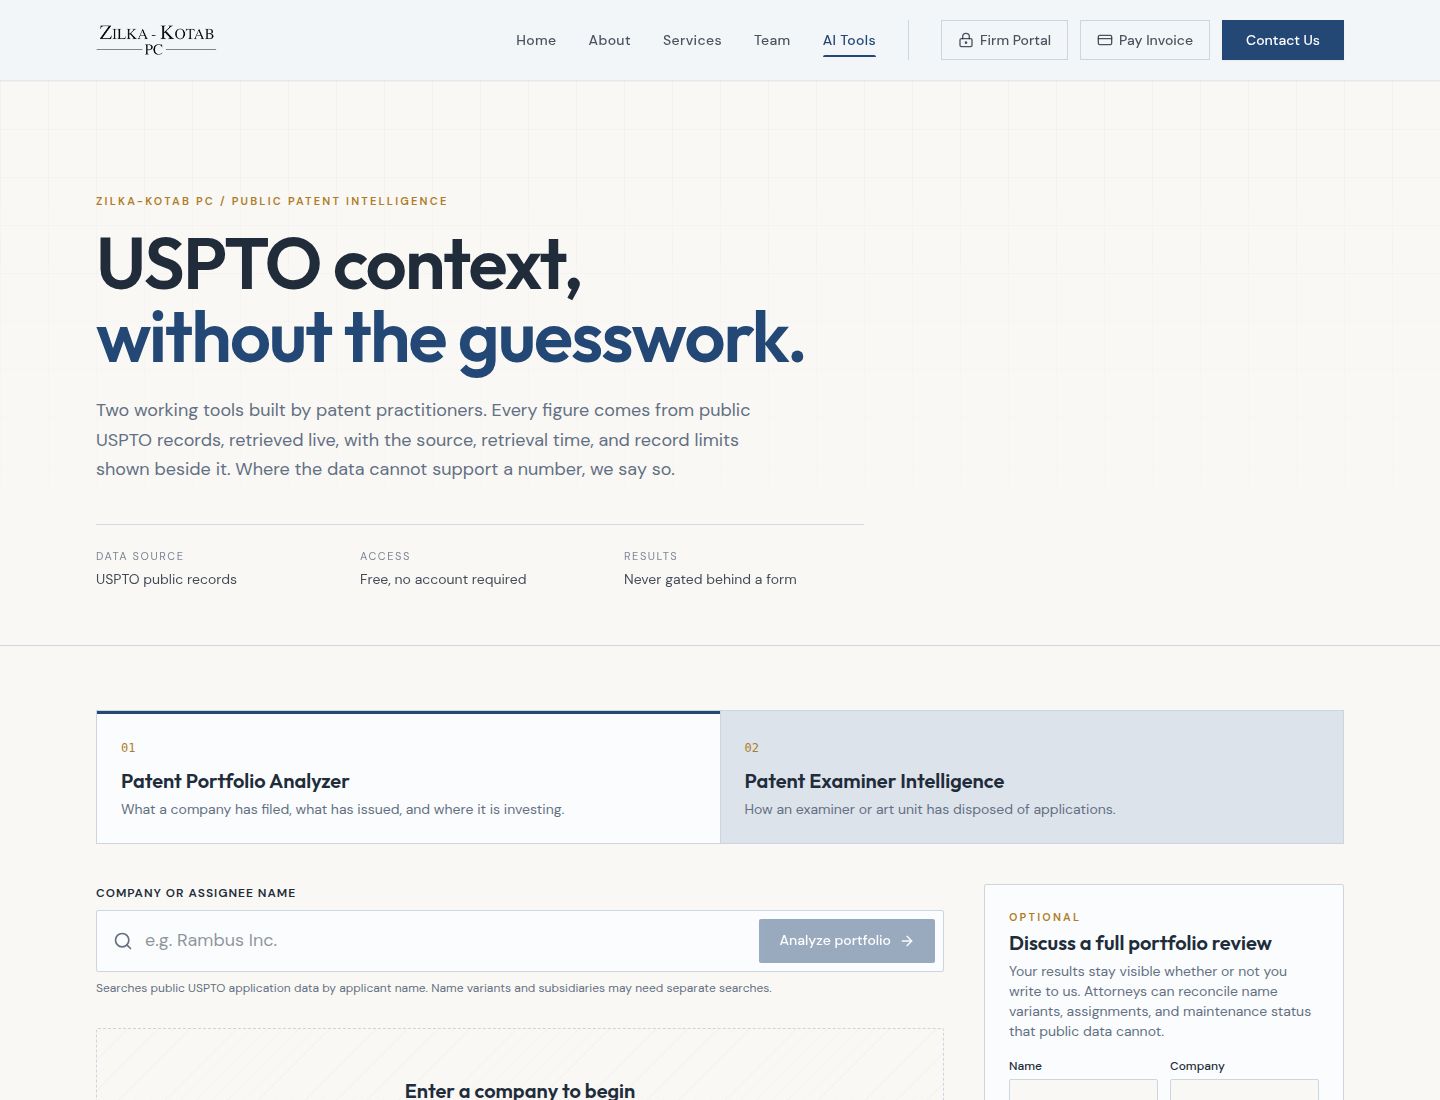 ZILKA - KOTAB
PC
Home
About
Services
Team
AI Tools
Firm Portal
Pay Invoice
Contact Us
ZILKA-KOTAB PC / PUBLIC PATENT INTELLIGENCE
USPTO context,
without the guesswork.
Two working tools built by patent practitioners. Every figure comes from public
USPTO records, retrieved live, with the source, retrieval time, and record limits
shown beside it. Where the data cannot support a number, we say so.
DATA SOURCE
USPTO public records
ACCESS
Free, no account required
RESULTS
Never gated behind a form
01
Patent Portfolio Analyzer
What a company has filed, what has issued, and where it is investing.
02
Patent Examiner Intelligence
How an examiner or art unit has disposed of applications.
COMPANY OR ASSIGNEE NAME
e.g. Rambus Inc.
Analyze portfolio
Searches public USPTO application data by applicant name. Name variants and subsidiaries may need separate searches.
Enter a company to begin
OPTIONAL
Discuss a full portfolio review
Your results stay visible whether or not you
write to us. Attorneys can reconcile name
variants, assignments, and maintenance status
that public data cannot.
Name
Company